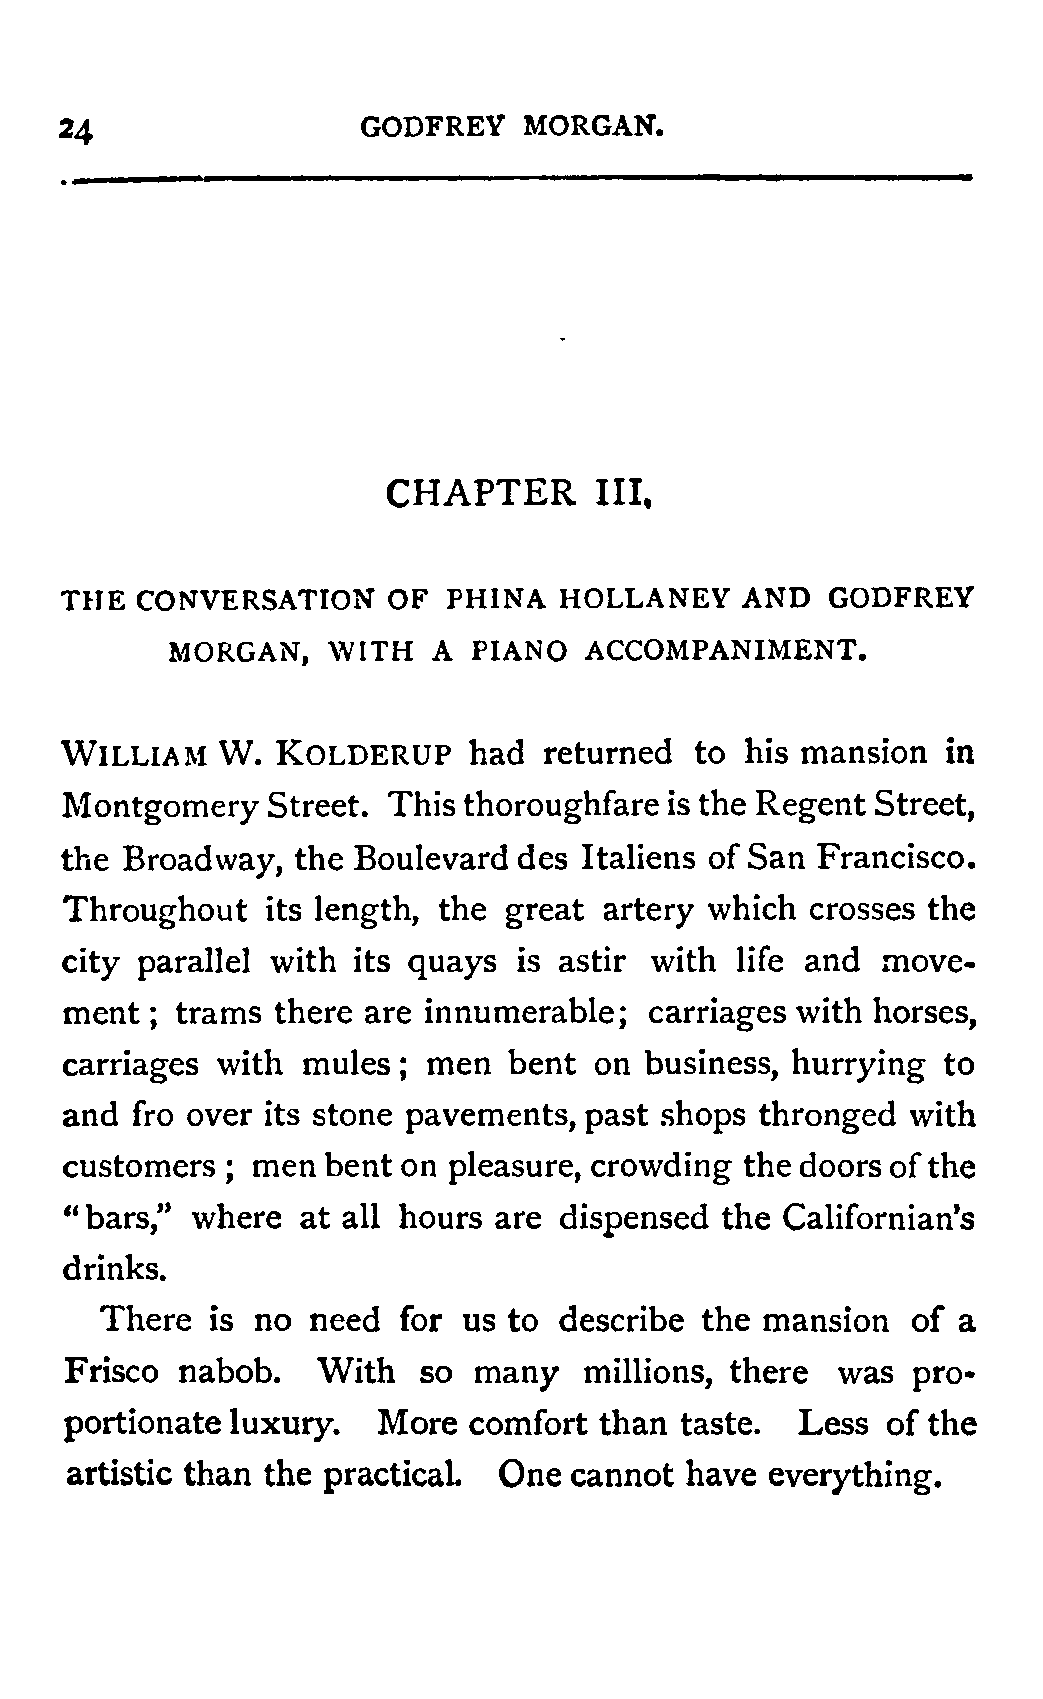 24 GODFREY MORGAN.
CHAPTER III.
THE CONVERSATION OF PHINA HOLLANEY AND GODFREY
MORGAN, WITH A PIANO ACCOMPANIMENT.
WILLIAM W. KOLDERUP had returned to his mansion in
Montgomery Street. This thoroughfare is the Regent Street,
the Broadway, the Boulevard des Italiens of San Francisco.
Throughout its length, the great artery which crosses the
city parallel with its quays is astir with life and move-
ment ; trams there are innumerable; carriages with horses,
carriages with mules ; men bent on business, hurrying to
and fro over its stone pavements, past shops thronged with
customers ; men bent on pleasure, crowding the doors of the
“bars,” where at all hours are dispensed the Californian's
drinks.
There is no need for us to describe the mansion of a
Frisco nabob. With so many millions, there was pro-
portionate luxury. More comfort than taste. Less of the
artistic than the practical. One cannot have everything.